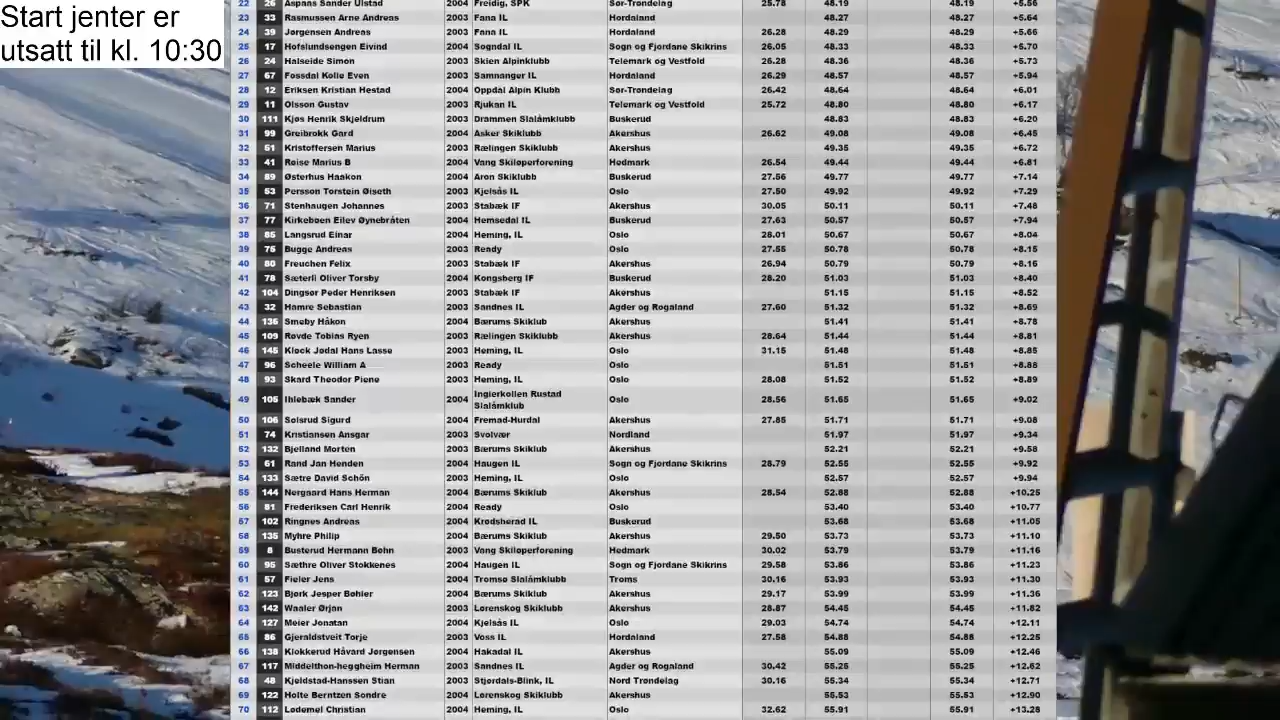 Start jenter er
utsatt til kl. 10:30
22 26 Aspaas Sander Ulstad 2004 Freidig, SPK Sør-Trøndelag 25.78 48.19 48.19 +5.56
23 33 Rasmussen Arne Andreas 2003 Fana IL Hordaland 48.27 48.27 +5.64
24 39 Jørgensen Andreas 2003 Fana IL Hordaland 26.28 48.29 48.29 +5.66
25 17 Hofslundsengen Eivind 2004 Sogndal IL Sogn og Fjordane Skikrins 26.05 48.33 48.33 +5.70
26 24 Halseide Simon 2003 Skien Alpinklubb Telemark og Vestfold 26.28 48.36 48.36 +5.73
27 67 Fossdal Kolle Even 2003 Samnanger IL Hordaland 26.29 48.57 48.57 +5.94
28 12 Eriksen Kristian Hestad 2004 Oppdal Alpin Klubb Sør-Trøndelag 26.42 48.64 48.64 +6.01
29 11 Olsson Gustav 2003 Rjukan IL Telemark og Vestfold 25.72 48.80 48.80 +6.17
30 111 Kjøs Henrik Skjeldrum 2003 Drammen Slalåmklubb Buskerud 48.83 48.83 +6.20
31 99 Greibrokk Gard 2004 Asker Skiklubb Akershus 26.62 49.08 49.08 +6.45
32 51 Kristoffersen Marius 2003 Rælingen Skiklubb Akershus 49.35 49.35 +6.72
33 41 Røise Marius B 2004 Vang Skiløperforening Hedmark 26.54 49.44 49.44 +6.81
34 89 Østerhus Haakon 2004 Aron Skiklubb Buskerud 27.56 49.77 49.77 +7.14
35 53 Persson Torstein Øiseth 2003 Kjelsås IL Oslo 27.50 49.92 49.92 +7.29
36 71 Stenhaugen Johannes 2003 Stabæk IF Akershus 30.05 50.11 50.11 +7.48
37 77 Kirkebøen Eilev Øynebråten 2004 Hemsedal IL Buskerud 27.63 50.57 50.57 +7.94
38 85 Langsrud Einar 2004 Heming, IL Oslo 28.01 50.67 50.67 +8.04
39 75 Bugge Andreas 2003 Ready Oslo 27.55 50.78 50.78 +8.15
40 80 Freuchen Felix 2003 Stabæk IF Akershus 26.94 50.79 50.79 +8.16
41 78 Sæterli Oliver Torsby 2004 Kongsberg IF Buskerud 28.20 51.03 51.03 +8.40
42 104 Dingsør Peder Henriksen 2003 Stabæk IF Akershus 51.15 51.15 +8.52
43 32 Hamre Sebastian 2003 Sandnes IL Agder og Rogaland 27.60 51.32 51.32 +8.69
44 136 Smeby Håkon 2004 Bærums Skiklub Akershus 51.41 51.41 +8.78
45 109 Røvde Tobias Ryen 2003 Rælingen Skiklubb Akershus 28.64 51.44 51.44 +8.81
46 145 Kløck Jødal Hans Lasse 2003 Heming, IL Oslo 31.15 51.48 51.48 +8.85
47 96 Scheele William A 2003 Ready Oslo 51.51 51.51 +8.88
48 93 Skard Theodor Piene 2003 Heming, IL Oslo 28.08 51.52 51.52 +8.89
49 105 Ihlebæk Sander 2004 Ingierkollen Rustad Slalåmklub Oslo 28.56 51.65 51.65 +9.02
50 106 Solsrud Sigurd 2004 Fremad-Hurdal Akershus 27.85 51.71 51.71 +9.08
51 74 Kristiansen Ansgar 2003 Svolvær Nordland 51.97 51.97 +9.34
52 132 Bjelland Morten 2003 Bærums Skiklub Akershus 52.21 52.21 +9.58
53 61 Rand Jan Henden 2004 Haugen IL Sogn og Fjordane Skikrins 28.79 52.55 52.55 +9.92
54 133 Sætre David Schön 2003 Heming, IL Oslo 52.57 52.57 +9.94
55 144 Nergaard Hans Herman 2004 Bærums Skiklub Akershus 28.54 52.88 52.88 +10.25
56 81 Frederiksen Carl Henrik 2004 Ready Oslo 53.40 53.40 +10.77
57 102 Ringnes Andreas 2004 Krødsherad IL Buskerud 53.68 53.68 +11.05
58 135 Myhre Philip 2004 Bærums Skiklub Akershus 29.50 53.73 53.73 +11.10
59 8 Busterud Hermann Bøhn 2003 Vang Skiløperforening Hedmark 30.02 53.79 53.79 +11.16
60 95 Sæthre Oliver Stokkenes 2004 Haugen IL Sogn og Fjordane Skikrins 29.58 53.86 53.86 +11.23
61 57 Fieler Jens 2004 Tromsø Slalåmklubb Troms 30.16 53.93 53.93 +11.30
62 123 Bjørk Jesper Bøhler 2004 Bærums Skiklub Akershus 29.17 53.99 53.99 +11.36
63 142 Waaler Ørjan 2003 Lørenskog Skiklubb Akershus 28.87 54.45 54.45 +11.82
64 127 Meier Jonatan 2004 Kjelsås IL Oslo 29.03 54.74 54.74 +12.11
65 86 Gjeraldstveit Torje 2003 Voss IL Hordaland 27.58 54.88 54.88 +12.25
66 138 Klokkerud Håvard Jørgensen 2004 Hakadal IL Akershus 55.09 55.09 +12.46
67 117 Middelthon-heggheim Herman 2003 Sandnes IL Agder og Rogaland 30.42 55.25 55.25 +12.62
68 48 Kjeldstad-Hanssen Stian 2003 Stjørdals-Blink, IL Nord Trøndelag 30.16 55.34 55.34 +12.71
69 122 Holte Berntzen Sondre 2004 Lørenskog Skiklubb Akershus 55.53 55.53 +12.90
70 112 Lødemel Christian 2004 Heming, IL Oslo 32.62 55.91 55.91 +13.28